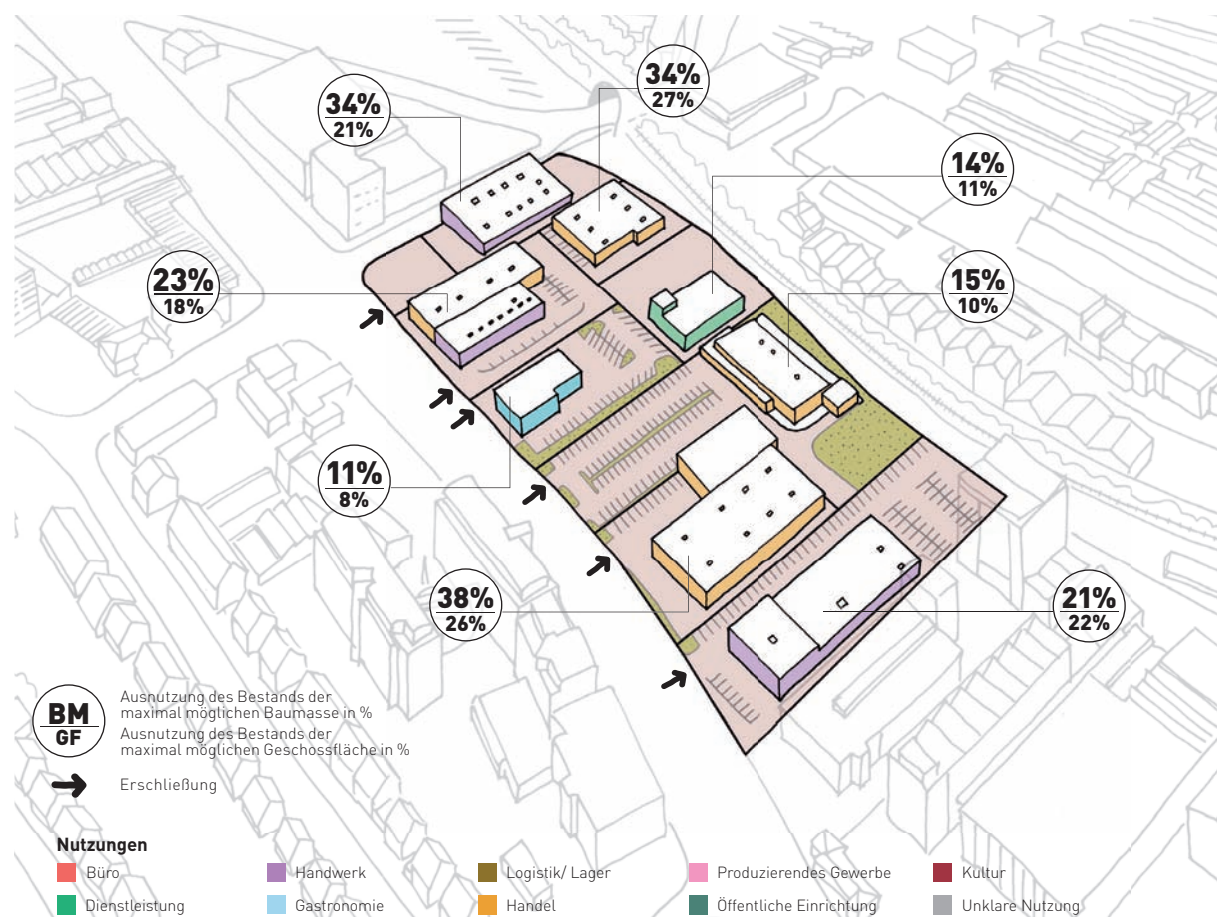 34%
27%
34%
21%
14%
11%
23%
18%
15%
10%
11%
8%
38%
26%
21%
22%
BM
GF
Ausnutzung des Bestands der
maximal möglichen Baumasse in %
Ausnutzung des Bestands der
maximal möglichen Geschossfläche in %
Erschließung
Nutzungen
Büro
Handwerk
Logistik/ Lager
Produzierendes Gewerbe
Kultur
Dienstleistung
Gastronomie
Handel
Öffentliche Einrichtung
Unklare Nutzung